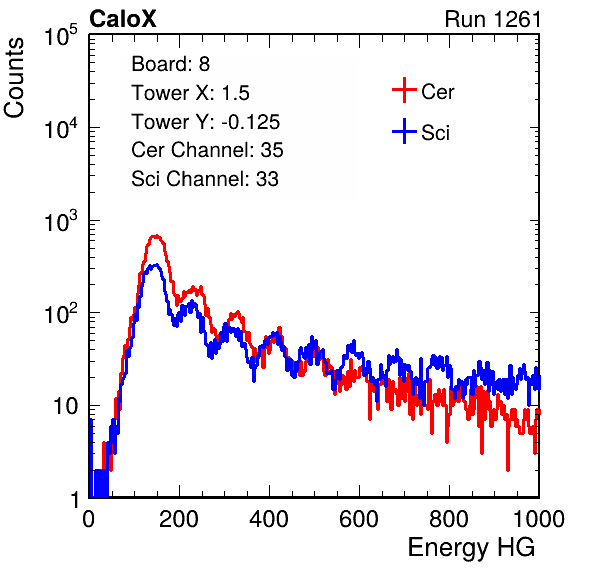 CaloX Run 1261
Counts
10^5
10^4
10^3
10^2
10
1
Board: 8
Tower X: 1.5
Tower Y: -0.125
Cer Channel: 35
Sci Channel: 33
Cer
Sci
0 200 400 600 800 1000
Energy HG